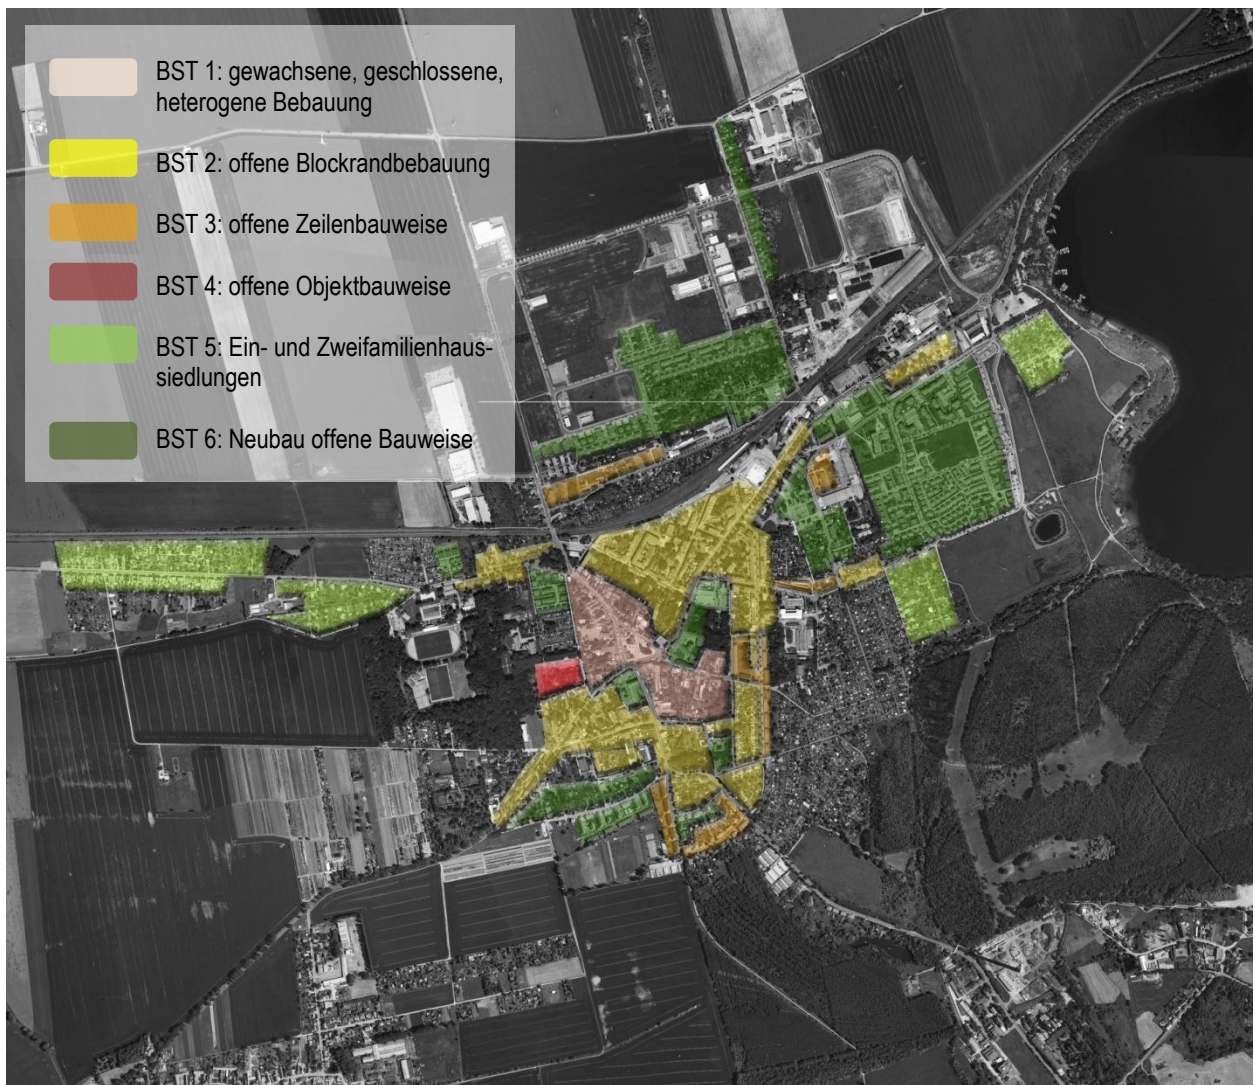 BST 1: gewachsene, geschlossene,
heterogene Bebauung
BST 2: offene Blockrandbebauung
BST 3: offene Zeilenbauweise
BST 4: offene Objektbauweise
BST 5: Ein- und Zweifamilienhaus-
siedlungen
BST 6: Neubau offene Bauweise